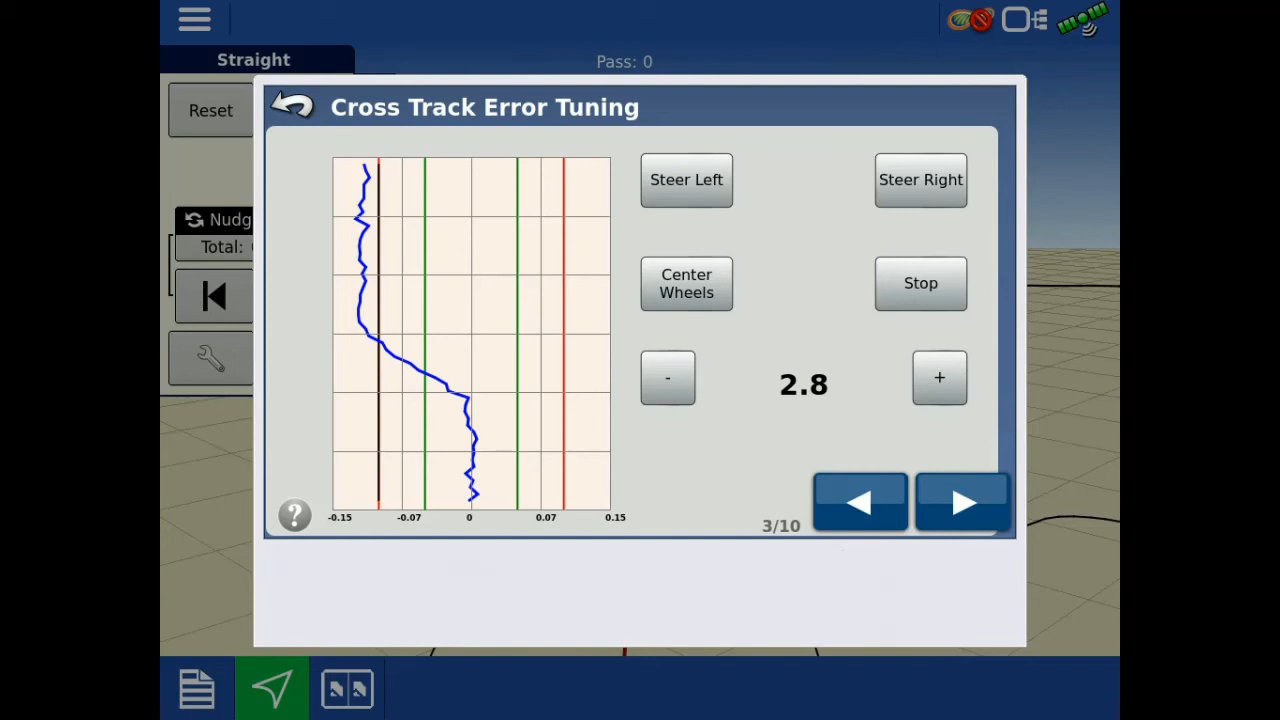 Straight
Pass: 0
Reset
Cross Track Error Tuning
Steer Left
Steer Right
Nudg
Total:
Center
Wheels
Stop
-
2.8
+
?
-0.15
-0.07
0
0.07
0.15
3/10